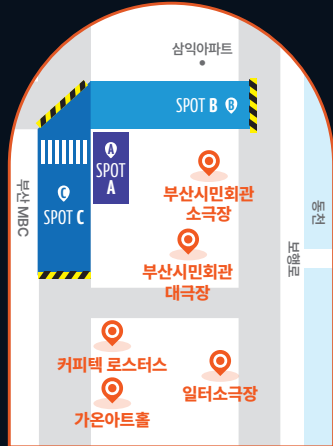 삼익아파트
SPOT B B
A
SPOT
A
C
SPOT C
부산 MBC
부산시민회관
소극장
부산시민회관
대극장
동천
보행로
커피텍 로스터스
일터소극장
가온아트홀